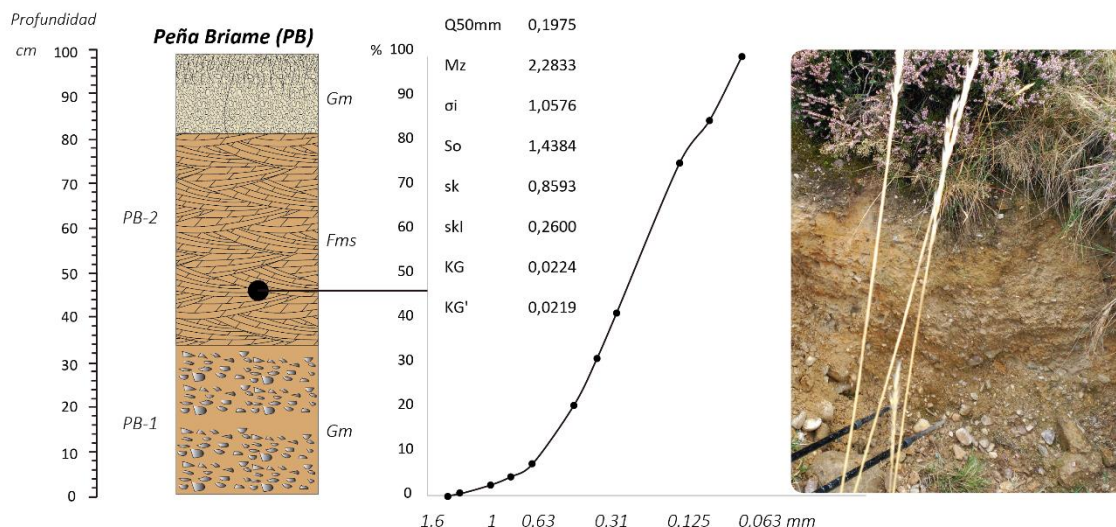 Profundidad
cm
Peña Briame (PB)
100
90
80
70
60
50
40
30
20
10
0
PB-2
PB-1
Gm
Fms
Gm
% 100
90
80
70
60
50
40
30
20
10
0
Q50mm 0,1975
Mz 2,2833
σi 1,0576
So 1,4384
sk 0,8593
skI 0,2600
KG 0,0224
KG' 0,0219
1.6 1 0.63 0.31 0.125 0.063 mm